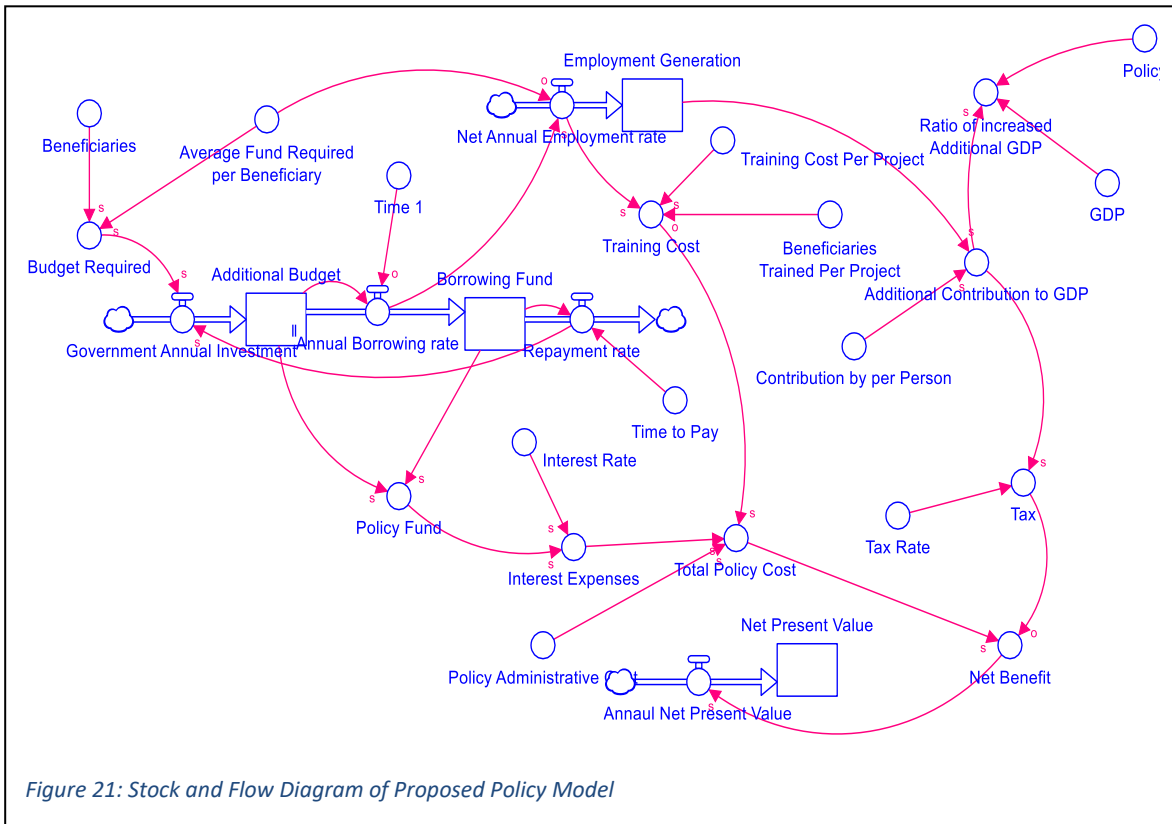 Employment Generation
Policy
Beneficiaries
Average Fund Required
per Beneficiary
Net Annual Employment rate
Ratio of increased
Additional GDP
Training Cost Per Project
GDP
Time 1
Budget Required
Training Cost
Beneficiaries
Trained Per Project
Additional Contribution to GDP
Additional Budget
Borrowing Fund
Government Annual Investment
Annual Borrowing rate
Repayment rate
Contribution by per Person
Time to Pay
Interest Rate
Policy Fund
Tax
Tax Rate
Interest Expenses
Total Policy Cost
Net Present Value
Policy Administrative
Net Benefit
Annaul Net Present Value
Figure 21: Stock and Flow Diagram of Proposed Policy Model